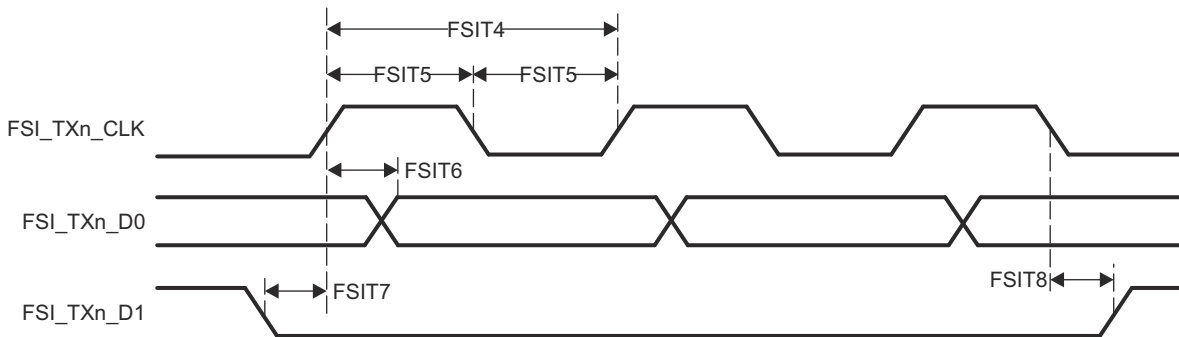 FSIT4
FSIT5 FSIT5
FSI_TXn_CLK
FSIT6
FSI_TXn_D0
FSIT8
FSIT7
FSI_TXn_D1